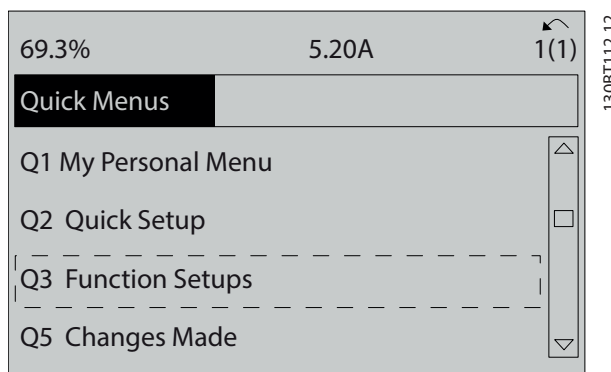 69.3% 5.20A 1(1)
Quick Menus
Q1 My Personal Menu
Q2 Quick Setup
Q3 Function Setups
Q5 Changes Made
130BT112.12